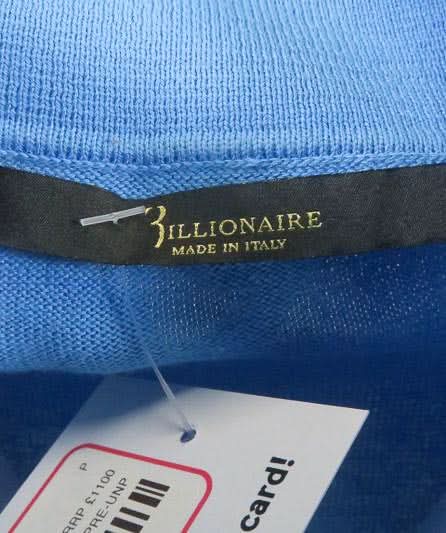 BILLIONAIRE
MADE IN ITALY
P
RRP £1100
PRE-UNP
card!